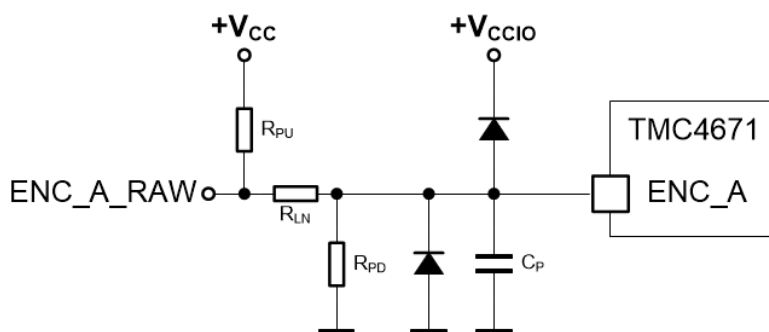 +VCC
+VCCIO
RPU
TMC4671
ENC_A_RAW
ENC_A
RLN
RPD
CP